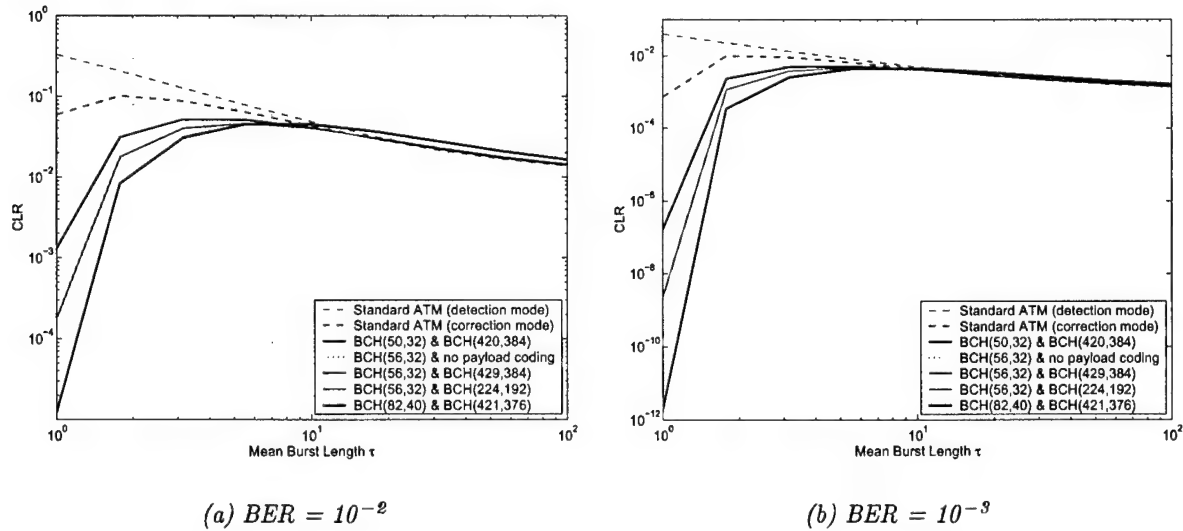 10^0
10^-1
10^-2
10^-3
10^-4
CLR
10^0
10^1
10^2
Mean Burst Length τ
Standard ATM (detection mode)
Standard ATM (correction mode)
BCH(50,32) & BCH(420,384)
BCH(56,32) & no payload coding
BCH(56,32) & BCH(429,384)
BCH(56,32) & BCH(224,192)
BCH(82,40) & BCH(421,376)
(a) BER = 10^-2
10^-2
10^-4
10^-6
10^-8
10^-10
10^-12
CLR
10^0
10^1
10^2
Mean Burst Length τ
Standard ATM (detection mode)
Standard ATM (correction mode)
BCH(50,32) & BCH(420,384)
BCH(56,32) & no payload coding
BCH(56,32) & BCH(429,384)
BCH(56,32) & BCH(224,192)
BCH(82,40) & BCH(421,376)
(b) BER = 10^-3